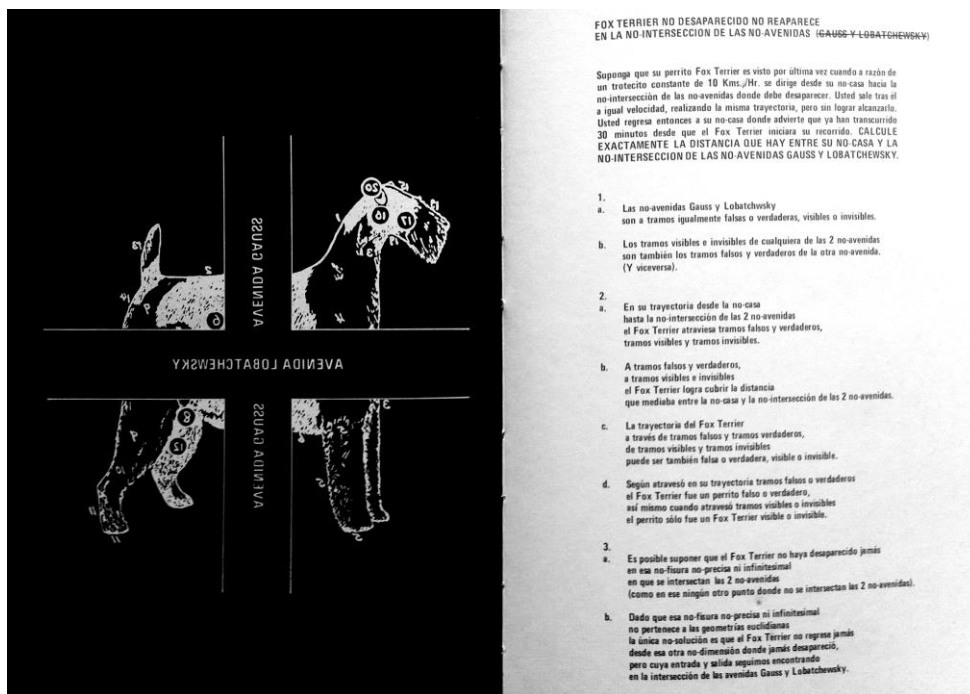 AVENIDA GAUSS
AVENIDA LOBATCHEWSKY
AVENIDA GAUSS
20
16
17
6
8
12
FOX TERRIER NO DESAPARECIDO NO REAPARECE
EN LA NO-INTERSECCION DE LAS NO-AVENIDAS (GAUSS Y LOBATCHEWSKY)
Suponga que su perrito Fox Terrier es visto por última vez cuando a razón de
un trotecito constante de 10 Kms./Hr. se dirige desde su no-casa hacia la
no-intersección de las no-avenidas donde debe desaparecer. Usted sale tras él
a igual velocidad, realizando la misma trayectoria, pero sin lograr alcanzarlo.
Usted regresa entonces a su no-casa donde advierte que ya han transcurrido
30 minutos desde que el Fox Terrier iniciara su recorrido. CALCULE
EXACTAMENTE LA DISTANCIA QUE HAY ENTRE SU NO-CASA Y LA
NO-INTERSECCION DE LAS NO-AVENIDAS GAUSS Y LOBATCHEWSKY.
1.
a. Las no-avenidas Gauss y Lobatchwsky
son a tramos igualmente falsas o verdaderas, visibles o invisibles.
b. Los tramos visibles e invisibles de cualquiera de las 2 no-avenidas
son también los tramos falsos y verdaderos de la otra no-avenida.
(Y viceversa).
2.
a. En su trayectoria desde la no-casa
hasta la no-intersección de las 2 no-avenidas
el Fox Terrier atraviesa tramos falsos y verdaderos,
tramos visibles y tramos invisibles.
b. A tramos falsos y verdaderos,
a tramos visibles e invisibles
el Fox Terrier logra cubrir la distancia
que mediaba entre la no-casa y la no-intersección de las 2 no-avenidas.
c. La trayectoria del Fox Terrier
a través de tramos falsos y tramos verdaderos,
de tramos visibles y tramos invisibles
puede ser también falsa o verdadera, visible o invisible.
d. Según atravesó en su trayectoria tramos falsos o verdaderos
el Fox Terrier fue un perrito falso o verdadero,
así mismo cuando atravesó tramos visibles o invisibles
el perrito sólo fue un Fox Terrier visible o invisible.
3.
a. Es posible suponer que el Fox Terrier no haya desaparecido jamás
en esa no-fisura no-precisa ni infinitesimal
en que se intersectan las 2 no-avenidas
(como en ese ningún otro punto donde no se intersectan las 2 no-avenidas).
b. Dado que esa no-fisura no-precisa ni infinitesimal
no pertenece a las geometrías euclidianas
la única no-solución es que el Fox Terrier no regrese jamás
desde esa otra no-dimensión donde jamás desapareció,
pero cuya entrada y salida seguimos encontrando
en la intersección de las avenidas Gauss y Lobatchewsky.